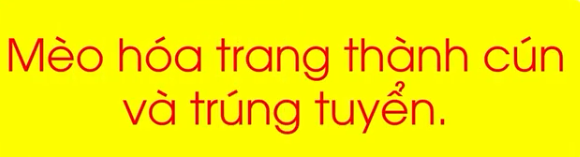 Mèo hóa trang thành cún
và trúng tuyển.